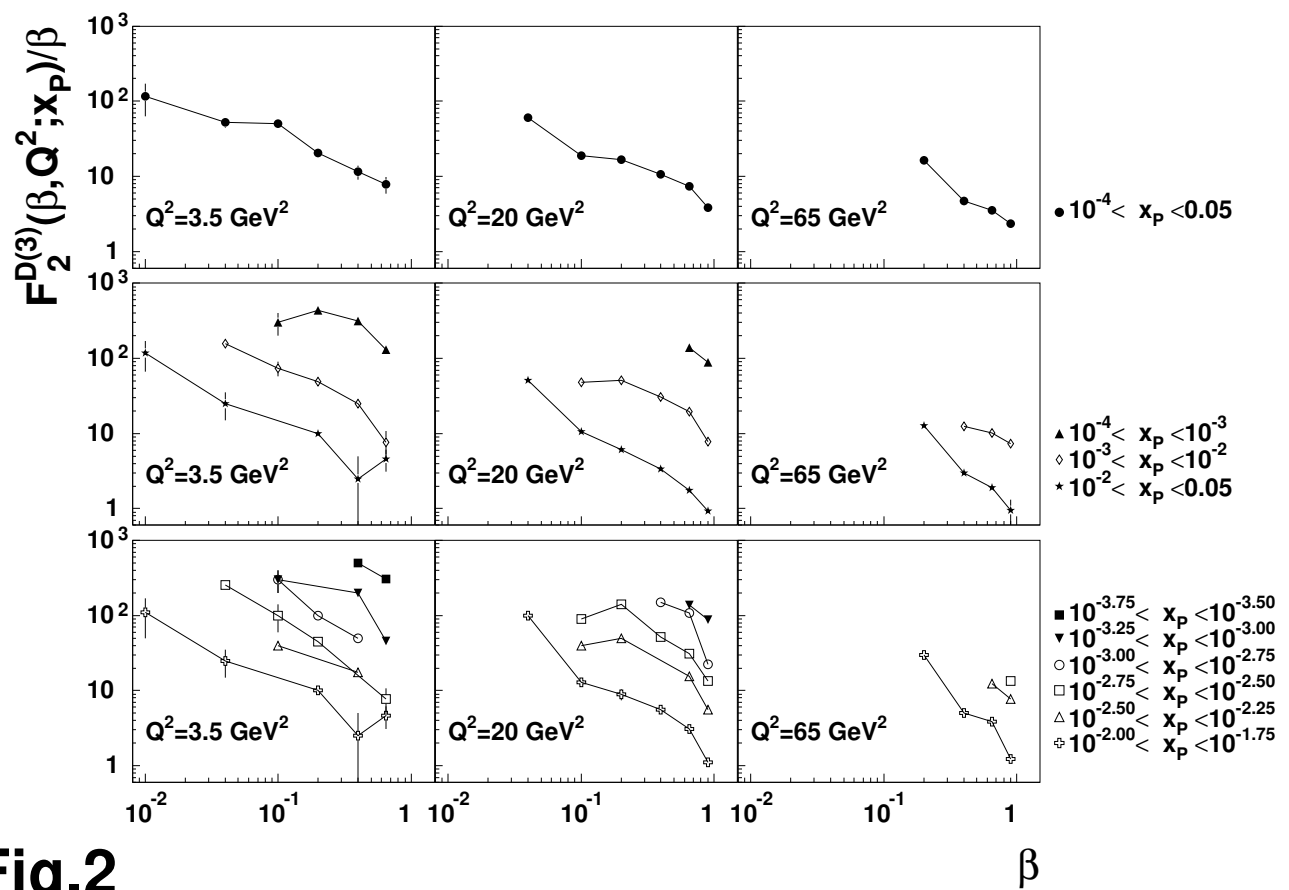 F₂^D(3)(β,Q²;x_P)/β
10³
10²
10
1
Q²=3.5 GeV²
Q²=20 GeV²
Q²=65 GeV²
10⁻⁴< x_P <0.05
10³
10²
10
1
Q²=3.5 GeV²
Q²=20 GeV²
Q²=65 GeV²
10⁻⁴< x_P <10⁻³
10⁻³< x_P <10⁻²
10⁻²< x_P <0.05
10³
10²
10
1
Q²=3.5 GeV²
Q²=20 GeV²
Q²=65 GeV²
10^-3.75< x_P <10^-3.50
10^-3.25< x_P <10^-3.00
10^-3.00< x_P <10^-2.75
10^-2.75< x_P <10^-2.50
10^-2.50< x_P <10^-2.25
10^-2.00< x_P <10^-1.75
10⁻² 10⁻¹ 1 10⁻² 10⁻¹ 1 10⁻² 10⁻¹ 1
β
Fig.2